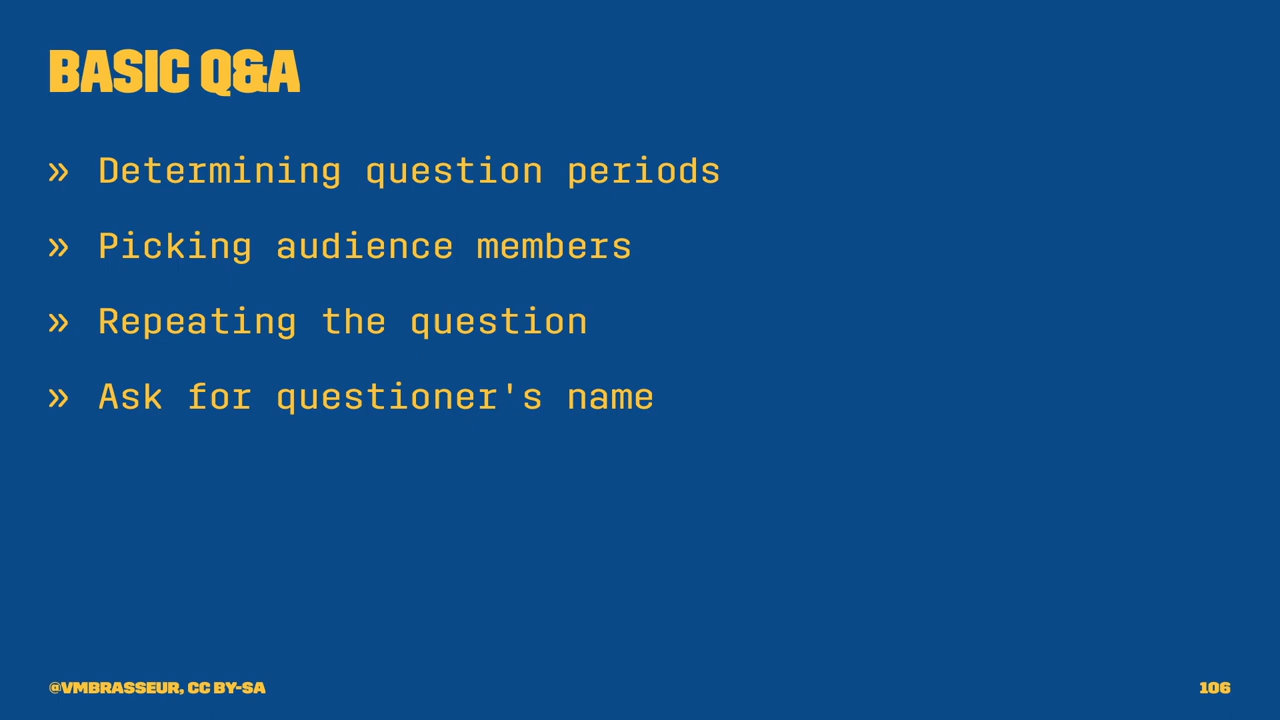 BASIC Q&A
» Determining question periods
» Picking audience members
» Repeating the question
» Ask for questioner's name
@VMBRASSEUR, CC BY-SA
106